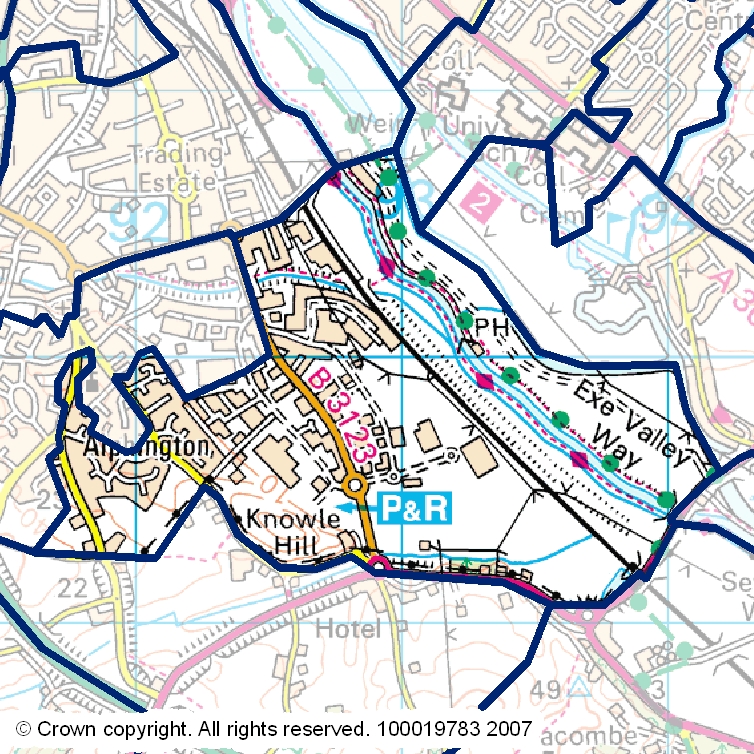 Cent
Coll
Weir
Univ
Sch
Coll
Crem
Trading
Estate
92
93
94
2
A 3
PH
Exe Valley
Way
B 3123
P&R
Knowle
Hill
22
Hotel
49
3
Se
W
acombe-
© Crown copyright. All rights reserved. 100019783 2007